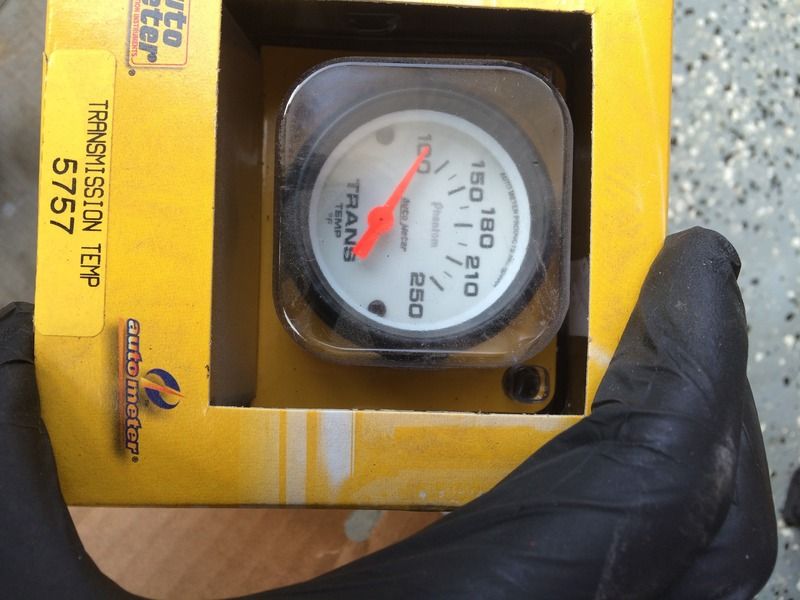 auto
meter®
TRANSMISSION TEMP
5757
autometer®
100
150
180
210
250
Auto Meter
Phantom
TRANS
TEMP
°F